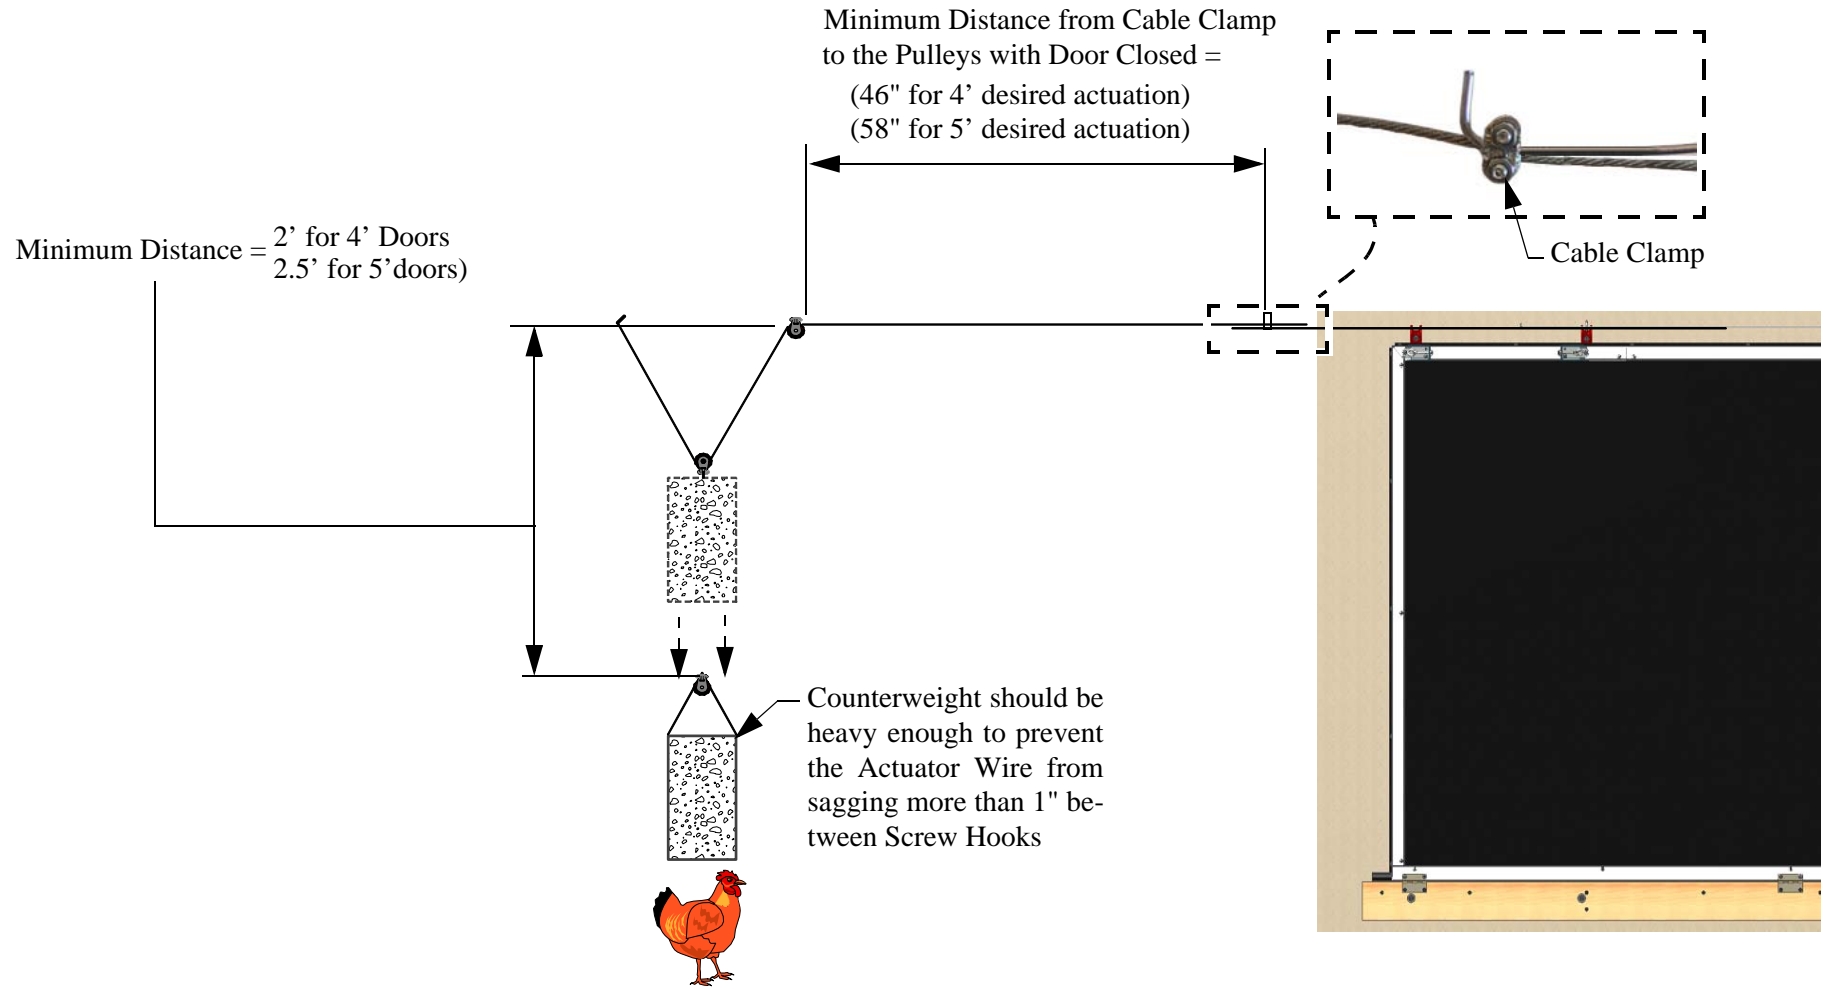 Minimum Distance from Cable Clamp
to the Pulleys with Door Closed =
(46" for 4’ desired actuation)
(58" for 5’ desired actuation)
Cable Clamp
Minimum Distance = 2’ for 4’ Doors
2.5’ for 5’doors)
Counterweight should be
heavy enough to prevent
the Actuator Wire from
sagging more than 1" be-
tween Screw Hooks